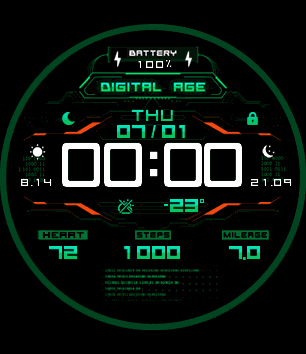 BATTERY
100%
DIGITAL AGE
THU
07/01
00:00
8.14
21.09
-23°
HEART
STEPS
MILEAGE
72
1000
7.0